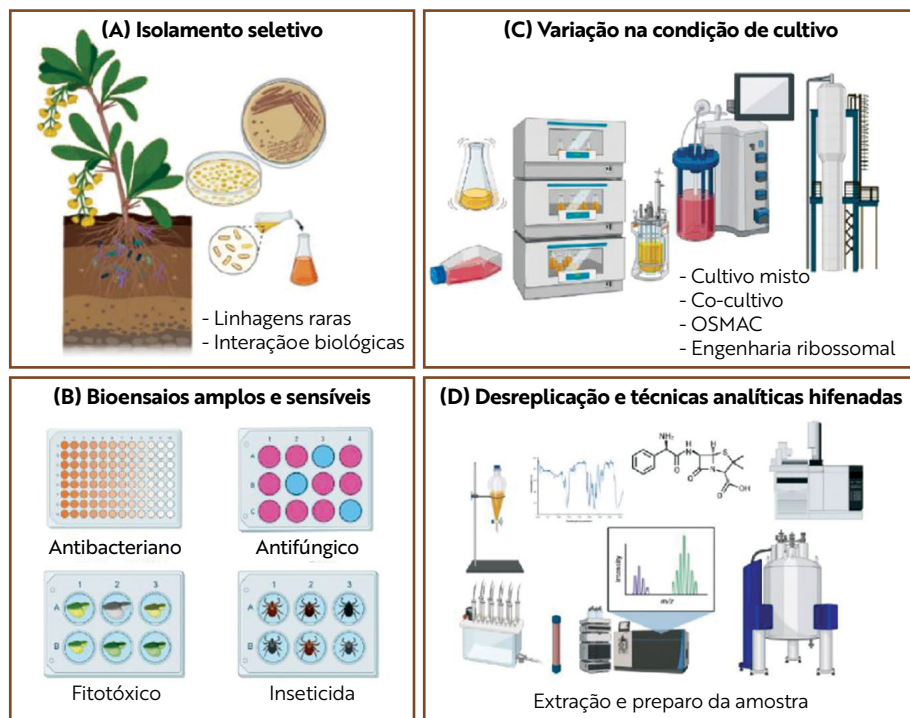 (A) Isolamento seletivo
- Linhagens raras
- Interaçãoe biológicas
(B) Bioensaios amplos e sensíveis
Antibacteriano
1 2 3 4
A
B
C
Antifúngico
1 2 3
A
B
Fitotóxico
1 2 3
A
B
Inseticida
(C) Variação na condição de cultivo
- Cultivo misto
- Co-cultivo
- OSMAC
- Engenharia ribossomal
(D) Desreplicação e técnicas analíticas hifenadas
NH₂
H
N
H
S
O
N
O
O
OH
Intensity
m/z
Extração e preparo da amostra